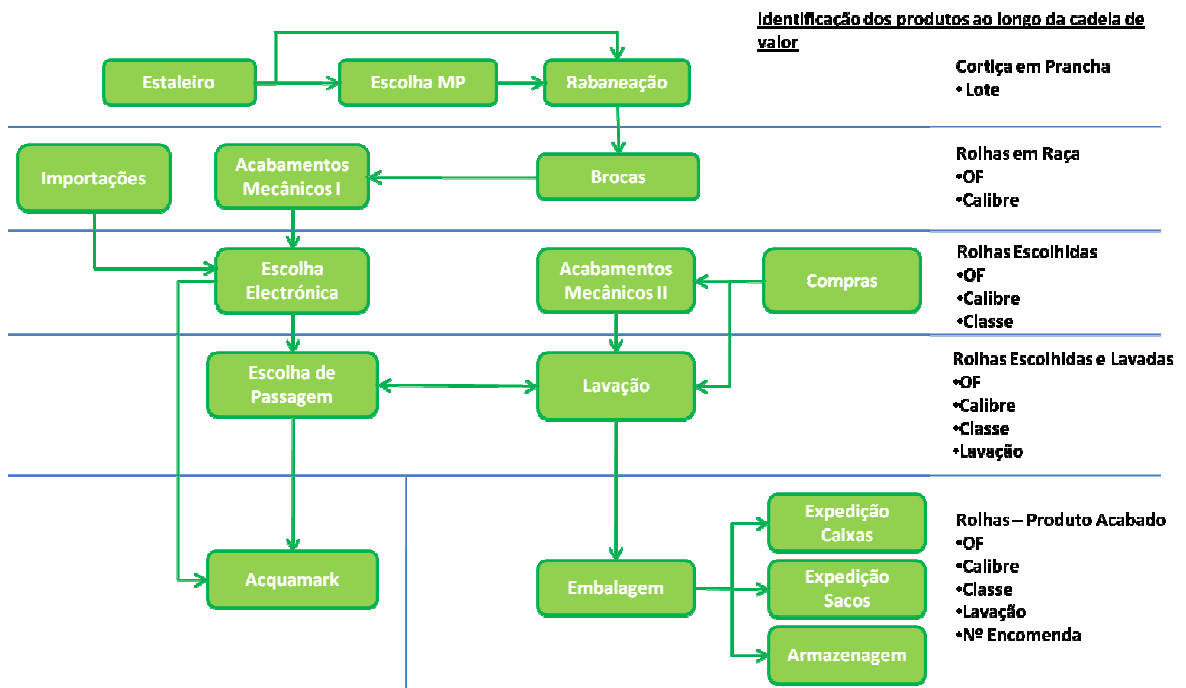 Identificação dos produtos ao longo da cadeia de
valor
Estaleiro
Escolha MP
Rabaneação
Cortiça em Prancha
•Lote
Importações
Acabamentos
Mecânicos I
Brocas
Rolhas em Raça
•OF
•Calibre
Escolha
Electrónica
Acabamentos
Mecânicos II
Compras
Rolhas Escolhidas
•OF
•Calibre
•Classe
Escolha de
Passagem
Lavação
Rolhas Escolhidas e Lavadas
•OF
•Calibre
•Classe
•Lavação
Acquamark
Embalagem
Expedição
Caixas
Expedição
Sacos
Armazenagem
Rolhas – Produto Acabado
•OF
•Calibre
•Classe
•Lavação
•Nº Encomenda